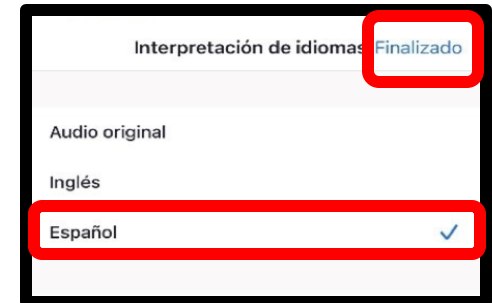 Interpretación de idiomas Finalizado
Audio original
Inglés
Español